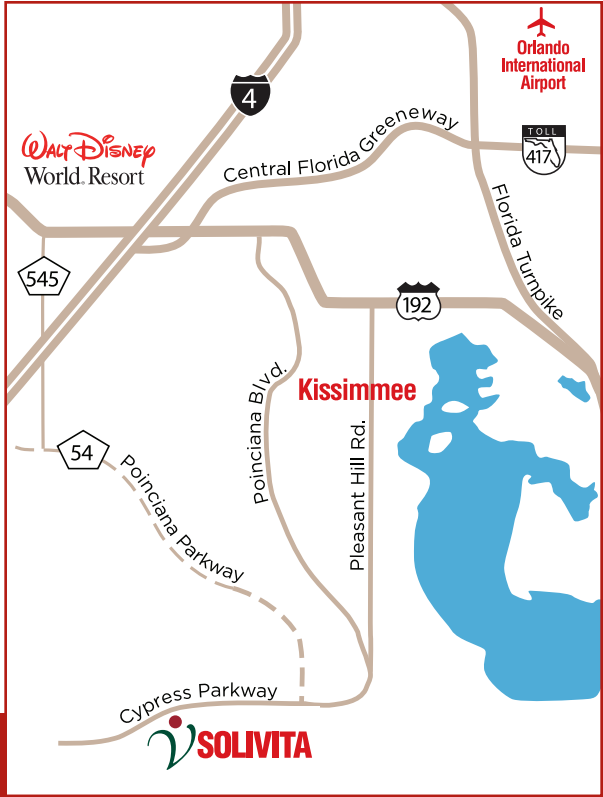 Orlando
International
Airport
4
WALT DISNEY
World® Resort
Central Florida Greeneway
TOLL
417
Florida Turnpike
545
192
Kissimmee
Poinciana Blvd.
Pleasant Hill Rd.
54
Poinciana Parkway
Cypress Parkway
SOLIVITA